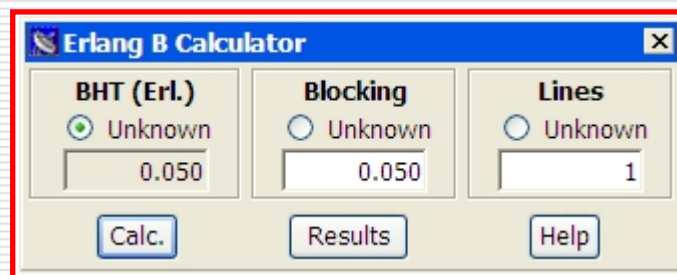 Erlang B Calculator
BHT (Erl.) Blocking Lines
Unknown Unknown Unknown
0.050 0.050 1
Calc. Results Help